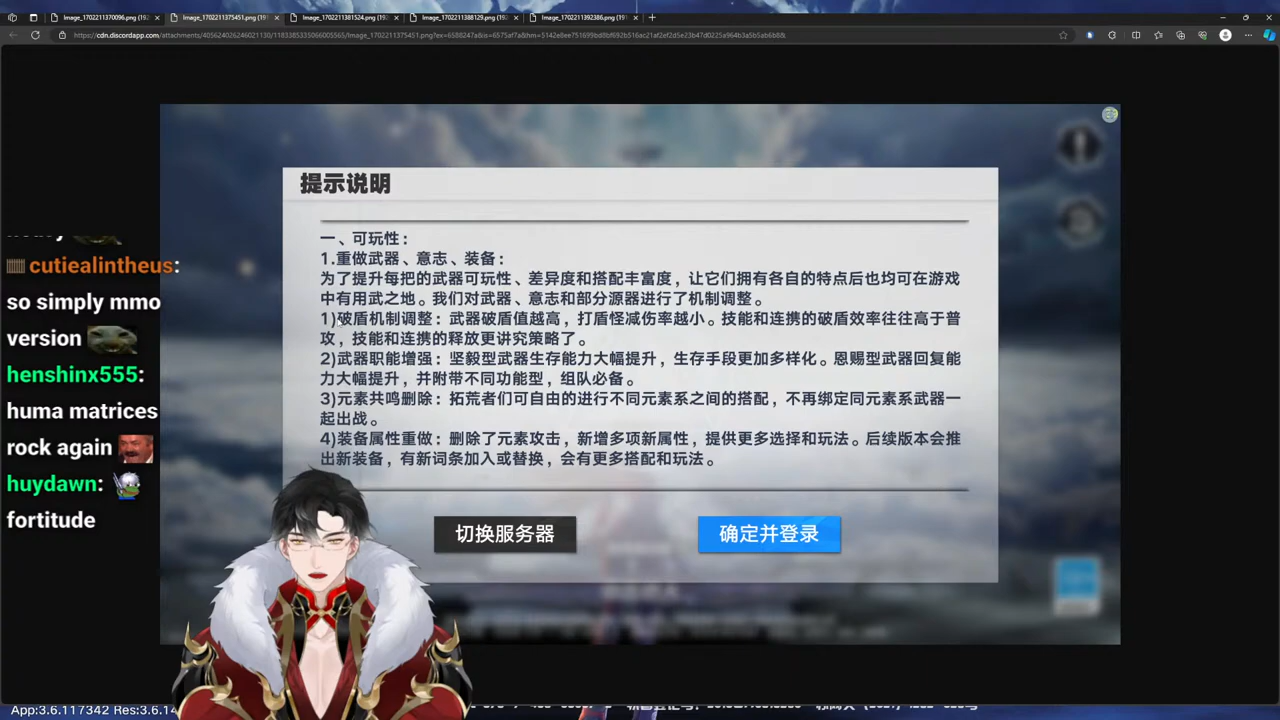 Image_1702211370096.png (192
Image_1702211375451.png (191
Image_1702211381524.png (192
Image_1702211388129.png (191
Image_1702211392386.png (191
提示说明
一、可玩性：
1.重做武器、意志、装备：
为了提升每把的武器可玩性、差异度和搭配丰富度，让它们拥有各自的特点后也均可在游戏
中有用武之地。我们对武器、意志和部分源器进行了机制调整。
1)破盾机制调整：武器破盾值越高，打盾怪减伤率越小。技能和连携的破盾效率往往高于普
攻，技能和连携的释放更讲究策略了。
2)武器职能增强：坚毅型武器生存能力大幅提升，生存手段更加多样化。恩赐型武器回复能
力大幅提升，并附带不同功能型，组队必备。
3)元素共鸣删除：拓荒者们可自由的进行不同元素系之间的搭配，不再绑定同元素系武器一
起出战。
4)装备属性重做：删除了元素攻击，新增多项新属性，提供更多选择和玩法。后续版本会推
出新装备，有新词条加入或替换，会有更多搭配和玩法。
切换服务器
确定并登录
cutiealintheus:
so simply mmo
version
henshinx555:
huma matrices
rock again
huydawn:
fortitude
App:3.6.117342 Res:3.6.14